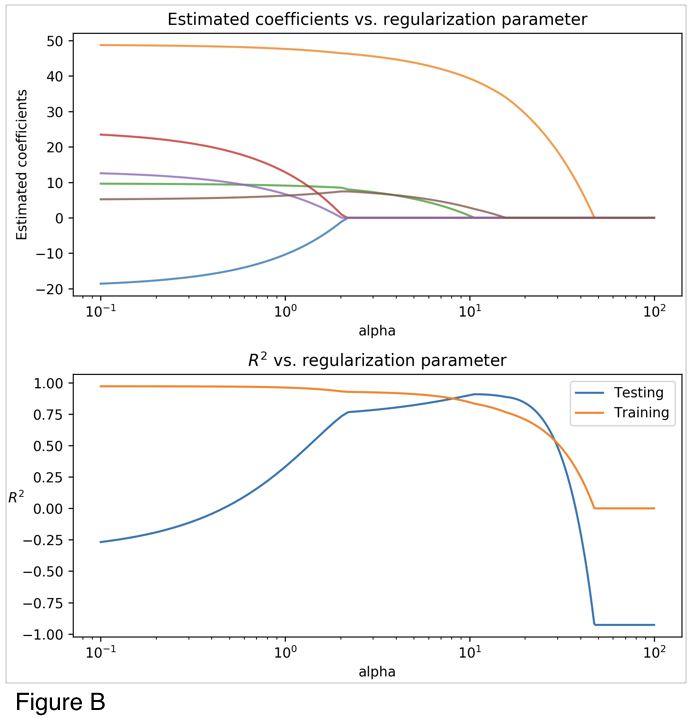 Estimated coefficients vs. regularization parameter
50
40
30
20
10
0
−10
−20
Estimated coefficients
10⁻¹ 10⁰ 10¹ 10²
alpha
R² vs. regularization parameter
1.00
0.75
0.50
0.25
0.00
−0.25
−0.50
−0.75
−1.00
R²
Testing
Training
10⁻¹ 10⁰ 10¹ 10²
alpha
Figure B